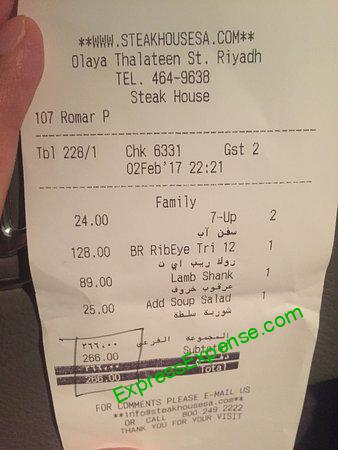 **WWW.STEAKHOUSESA.COM**
Olaya Thalateen St. Riyadh
TEL. 464-9638
Steak House
107 Romar P
Tbl 228/1 Chk 6331 Gst 2
02Feb'17 22:21
Family
24.00 7-Up 2
سفن آب
128.00 BR RibEye Tri 12 1
روك ريب اي ن
89.00 Lamb Shank 1
عرقوب خروف
25.00 Add Soup Salad 1
شوربة سلطة
المجموعة الفرعي
٢٦٦,٠٠
266.00 Subtotal
٢٦٦,٠٠
266.00 Total
ExpressExpense.com
FOR COMMENTS PLEASE E-MAIL US
**info@steakhousesa.com**
OR CALL 800 249 2222
THANK YOU FOR YOUR VISIT